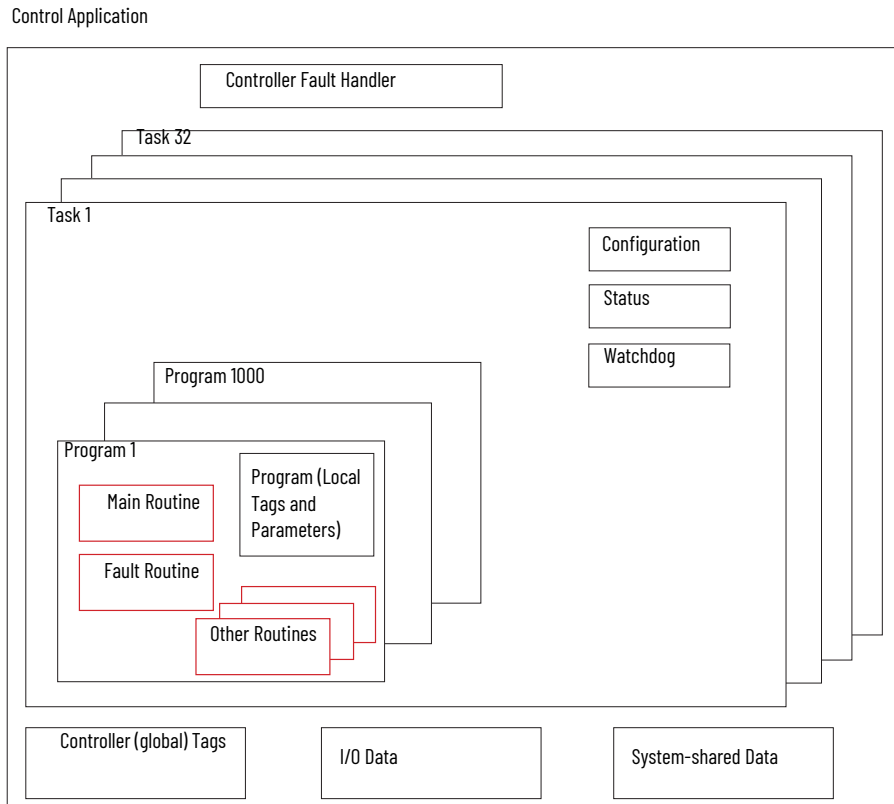 Control Application
Controller Fault Handler
Task 32
Task 1
Configuration
Status
Watchdog
Program 1000
Program 1
Program (Local
Tags and
Parameters)
Main Routine
Fault Routine
Other Routines
Controller (global) Tags
I/O Data
System-shared Data